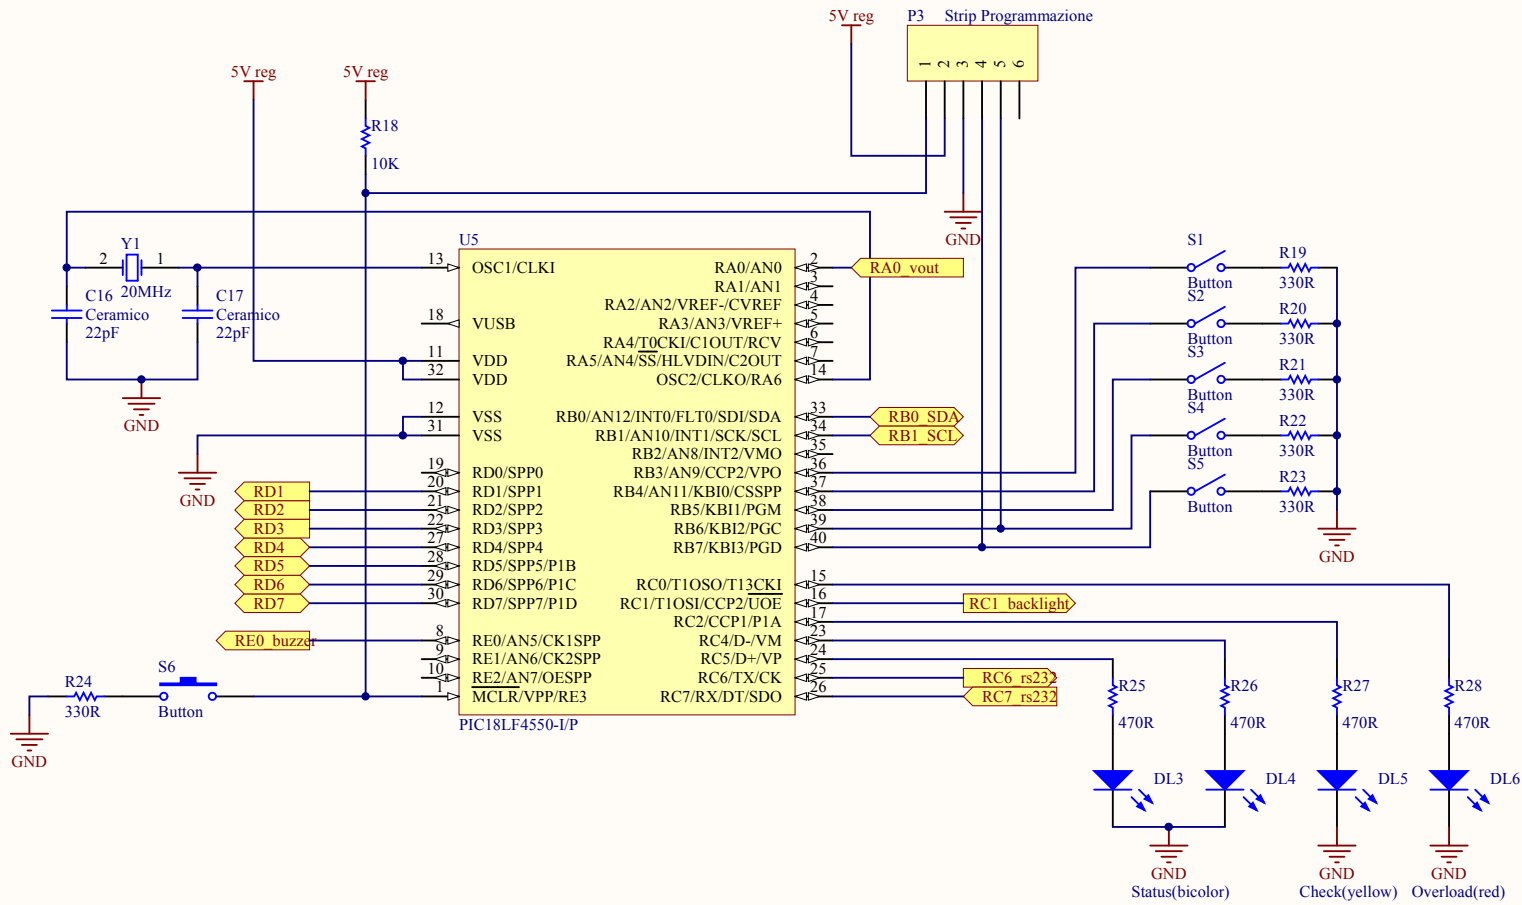 5V reg
P3 Strip Programmazione
1 2 3 4 5 6
5V reg
5V reg
R18
10K
GND
Y1
2 1
20MHz
C16
Ceramico
22pF
C17
Ceramico
22pF
GND
GND
U5
13 OSC1/CLKI
18 VUSB
11 VDD
32 VDD
12 VSS
31 VSS
19 RD0/SPP0
RD1 20 RD1/SPP1
RD2 21 RD2/SPP2
RD3 22 RD3/SPP3
RD4 27 RD4/SPP4
RD5 28 RD5/SPP5/P1B
RD6 29 RD6/SPP6/P1C
RD7 30 RD7/SPP7/P1D
RE0_buzzer 8 RE0/AN5/CK1SPP
9 RE1/AN6/CK2SPP
10 RE2/AN7/OESPP
1 MCLR/VPP/RE3
PIC18LF4550-I/P
RA0/AN0 2 RA0_vout
RA1/AN1 3
RA2/AN2/VREF-/CVREF 4
RA3/AN3/VREF+ 5
RA4/T0CKI/C1OUT/RCV 6
RA5/AN4/SS/HLVDIN/C2OUT 7
OSC2/CLKO/RA6 14
RB0/AN12/INT0/FLT0/SDI/SDA 33 RB0_SDA
RB1/AN10/INT1/SCK/SCL 34 RB1_SCL
RB2/AN8/INT2/VMO 35
RB3/AN9/CCP2/VPO 36
RB4/AN11/KBI0/CSSPP 37
RB5/KBI1/PGM 38
RB6/KBI2/PGC 39
RB7/KBI3/PGD 40
RC0/T1OSO/T13CKI 15
RC1/T1OSI/CCP2/UOE 16 RC1_backlight
RC2/CCP1/P1A 17
RC4/D-/VM 23
RC5/D+/VP 24
RC6/TX/CK 25 RC6_rs232
RC7/RX/DT/SDO 26 RC7_rs232
S1
Button
R19
330R
S2
Button
R20
330R
S3
Button
R21
330R
S4
Button
R22
330R
S5
Button
R23
330R
GND
S6
Button
R24
330R
GND
R25
470R
R26
470R
R27
470R
R28
470R
DL3
DL4
DL5
DL6
GND
GND
GND
Status(bicolor)
Check(yellow)
Overload(red)